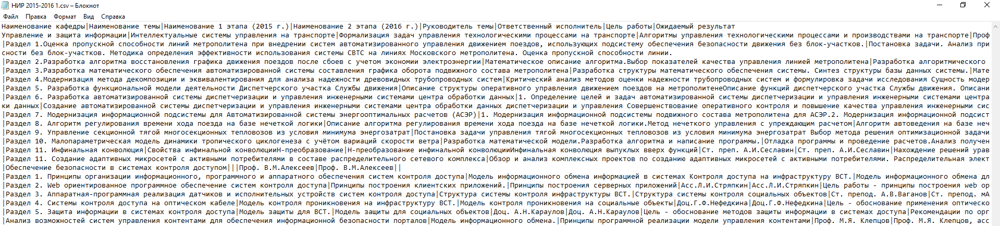 НИР 2015-2016 1.csv – Блокнот
Файл Правка Формат Вид Справка
Наименование кафедры|Наименование темы|Наименование 1 этапа (2015 г.)|Наименование 2 этапа (2016 г.)|Руководитель темы|Ответственный исполнитель|Цель работы|Ожидаемый результат
Управление и защита информации|Интеллектуальные системы управления на транспорте|Формализация задач управления технологическими процессами на транспорте|Алгоритмы управления технологическими процессами и производствами на транспорте|Проф
|Раздел 1.Оценка пропускной способности линий метрополитена при внедрении систем автоматизированного управления движением поездов, использующих подсистему обеспечения безопасности движения без блок-участков.|Постановка задачи. Анализ при
сности без блок-участков. Методика определения эффективности использования системы СВТС на линиях Московского метрополитена. Оценка пропускной способности линии.
|Раздел 2.Разработка алгоритма восстановления графика движения поездов после сбоев с учетом экономии электроэнергии|Математическое описание алгоритма.Выбор показателей качества управления линией метрополитена|Разработка алгоритмического
|Раздел 3.Разработка математического обеспечения автоматизированной системы составления графика оборота подвижного состава метрополитена|Разработка структуры математического обеспечения системы. Синтез структуры базы данных системы.|Мате
|Раздел 4.Модернизация метода декомпозиции и эквивалентирования для анализа надежности древовидных трубопроводных систем|Критический анализ методов оценки надежности трубопроводных систем и формулировка задачи исследования Сущность модер
|Раздел 5. Разработка функциональной модели деятельности Диспетчерского участка Службы движения|Описание структуры оперативного управления движением поездов на метрополитенеОписание функций диспетчерского участка Службы движения. Описани
|Раздел 6. Разработка автоматизированной системы диспетчеризации и управления инженерными системами центра обработки данных|1. Определение целей и задач автоматизированной системы диспетчеризации и управления инженерными системами центра
ки данных|Создание автоматизированной системы диспетчеризации и управления инженерными системами центра обработки данных диспетчеризации и управления Совершенствование оперативного контроля и повышение качества управления инженерными сис
|Раздел 7. Модернизация информационной подсистемы для Автоматизированной системы энергооптимальных расчетов (АСЭР)|1. Модернизация информационной подсистемы подвижного состава метрополитена для АСЭР.2. Модернизация информационной подсист
|Раздел 8. Алгоритм регулирования времени хода поезда на базе нечеткой логики|Описание алгоритма регулирования времени хода поезда на базе нечеткой логики.Метод нечеткого управления с упреждающим расчетом|Алгоритм автоведения на базе неч
|Раздел 9. Управление секционной тягой многосекционных тепловозов из условия минимума энергозатрат|Постановка задачи управления тягой многосекционных тепловозов из условия минимума энергозатрат Выбор метода решения оптимизационной задачи
|Раздел 10. Малопараметрическая модель динамики тропического циклогенеза с учётом вариаций скорости ветра|Разработка математической модели.Разработка алгоритма и написание программы.|Отладка программы и проведение расчетов.Анализ получен
|Раздел 11. Инфинальная конволюция|Свойства инфинальной конволюцииН-преобразование|Н-преобразование инфинальной конволюцииИнфинальная конволюция выпуклых вверх функций|Ст. преп. А.И.Сеславин|Ст. преп. А.И.Сеславин|Нахождение решений урав
|Раздел 11. Создание адаптивных микросетей с активными потребителями в составе распределительного сетевого комплекса|Обзор и анализ комплексных проектов по созданию адаптивных микросетей с активными потребителями. Распределительная элект
|Обеспечение безопасности в системах контроля доступом|||Проф. В.М.Алексеев|Проф. В.М.Алексеев||
|Раздел 1. Принципы организации информационного, программного и аппаратного обеспечения систем контроля доступа|Модель информационного обмена информацией в системах Контроля доступа на инфраструктуру ВСТ.|Модель информационного обмена дл
|Раздел 2. Web ориентированное программное обеспечение систем контроля доступа|Принципы построения клиентских приложений.|Принципы построения серверных приложений|Асс.Л.И.Стряпкин|Асс.Л.И.Стряпкин|Цель работы - принципы построения web ор
|Раздел 3. Аппаратная-программная реализация датчиков и исполнительных устройств систем контроля доступа|Структура системы контроля инфраструктуры ВСТ.|Структура системы контроля социальных объектов|Ст. препод. А.В.Ваганов|Ст. препод. мА
|Раздел 4. Системы контроля доступа на оптическом кабеле|Модель контроля проникновения на инфраструктуру ВСТ.|Модель контроля проникновения на социальные объекты|Доц.Г.Ф.Нефедкина|Доц.Г.Ф.Нефедкина|Цель - обоснование применения оптическо
|Раздел 5. Защита информации в системах контроля доступа|Модель защиты для ВСТ.|Модель защиты для социальных объектов|Доц. А.Н.Караулов|Доц. А.Н.Караулов|Цель - обоснование методов защиты информации в системах доступа|Рекомендации по орг
|Анализ возможностей систем управления контентами для обеспечения информационной безопасности порталов|Модель информационного обмена.|Принципы программной реализации модели управления контентами|Проф. М.Я. Клепцов|Проф. М.Я. Клепцов, асс